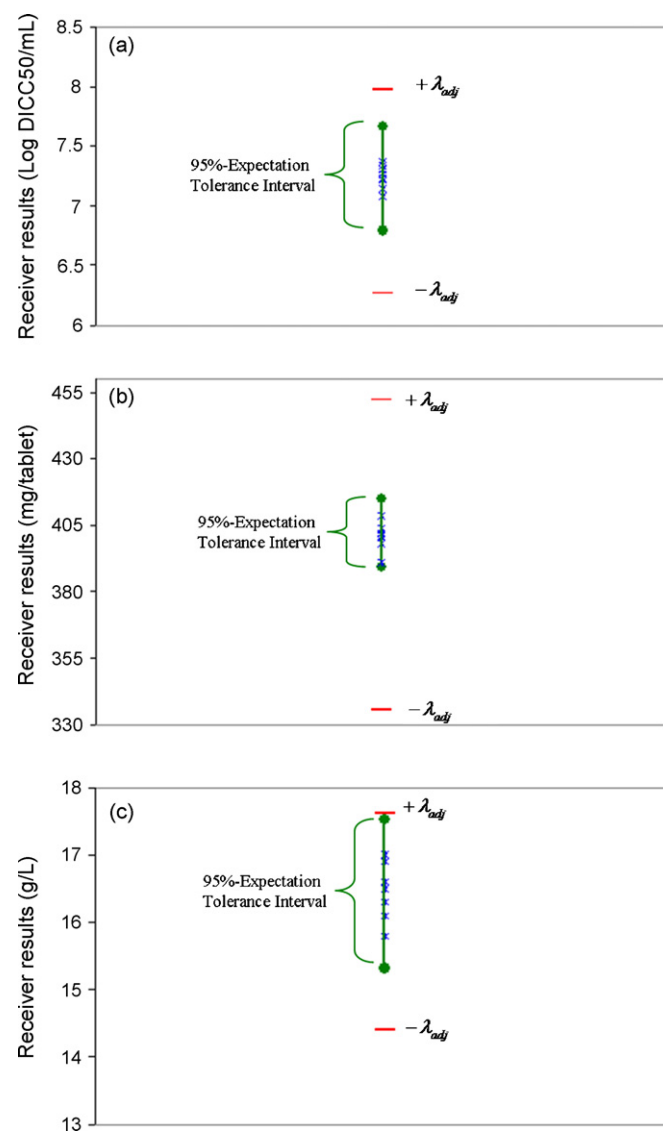 Receiver results (Log DICC50/mL)
8.5
8
7.5
7
6.5
6
(a)
+ λadj
95%-Expectation
Tolerance Interval
− λadj
Receiver results (mg/tablet)
455
430
405
380
355
330
(b)
+ λadj
95%-Expectation
Tolerance Interval
− λadj
Receiver results (g/L)
18
17
16
15
14
13
(c)
+ λadj
95%-Expectation
Tolerance Interval
− λadj